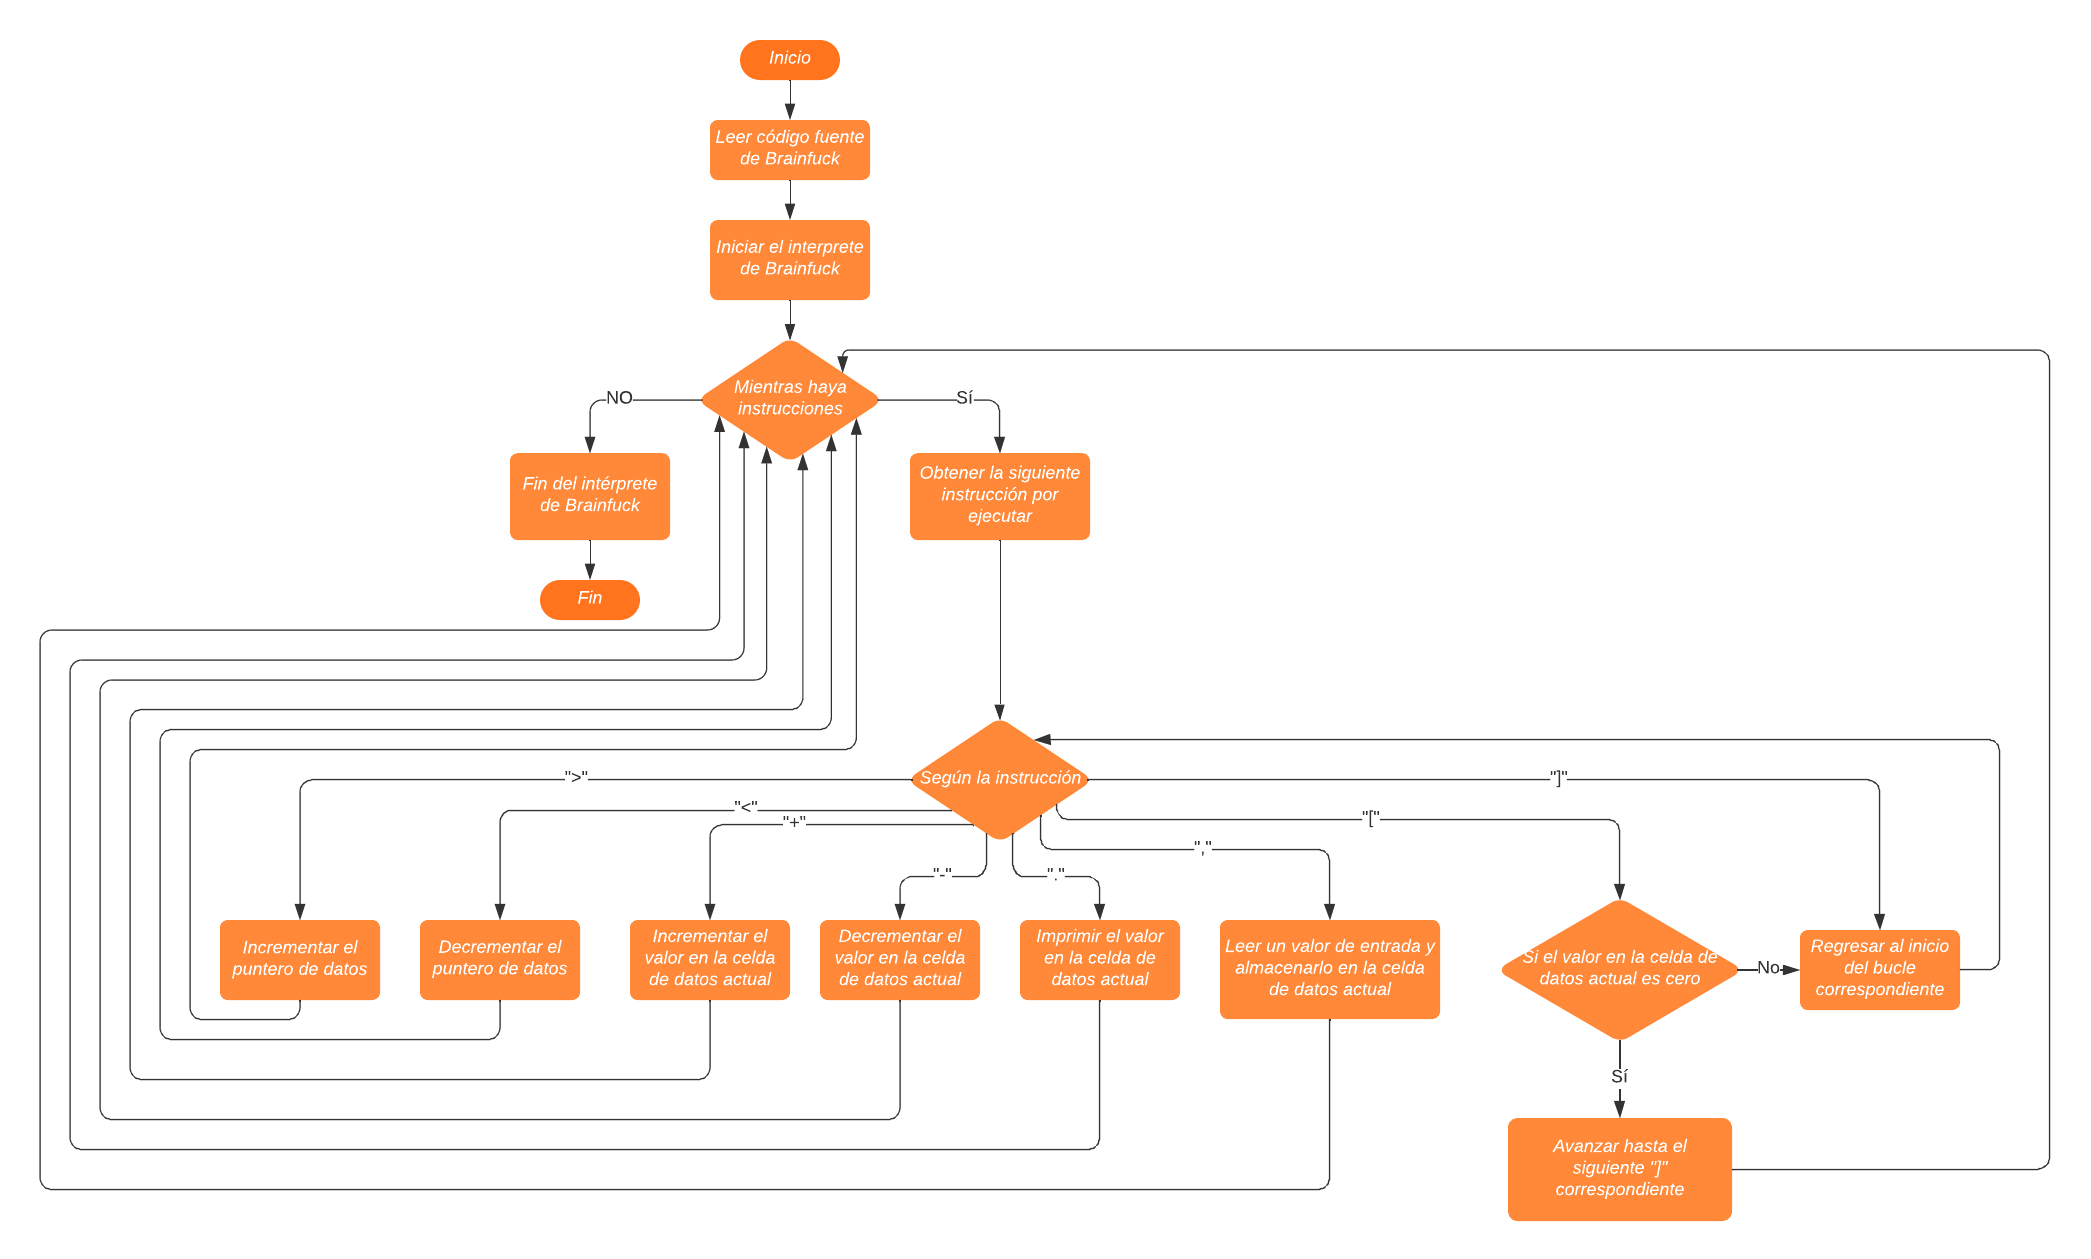 Inicio
Leer código fuente
de Brainfuck
Iniciar el interprete
de Brainfuck
Mientras haya
instrucciones
NO
Sí
Fin del intérprete
de Brainfuck
Obtener la siguiente
instrucción por
ejecutar
Fin
Según la instrucción
">"
"<"
"+"
"-"
"."
","
"["
"]"
Incrementar el
puntero de datos
Decrementar el
puntero de datos
Incrementar el
valor en la celda
de datos actual
Decrementar el
valor en la celda
de datos actual
Imprimir el valor
en la celda de
datos actual
Leer un valor de entrada y
almacenarlo en la celda
de datos actual
Si el valor en la celda de
datos actual es cero
No
Regresar al inicio
del bucle
correspondiente
Sí
Avanzar hasta el
siguiente "]"
correspondiente